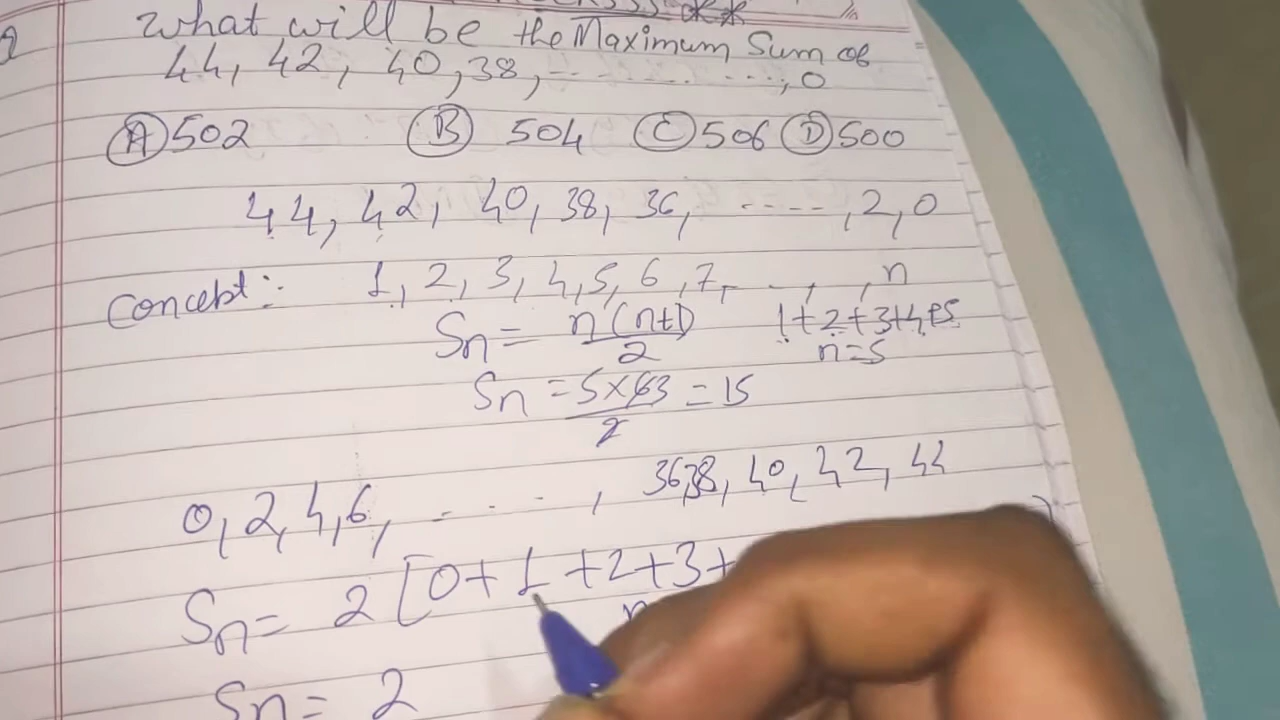 What will be the Maximum Sum of
44, 42, 40, 38, - - - - - - - - , 0
(A) 502 (B) 504 (C) 506 (D) 500
44, 42, 40, 38, 36, - - - - , 2, 0
Concept :- 1, 2, 3, 4, 5, 6, 7, - - , , n
Sn = n(n+1)/2 1+2+3+4+5
n=5
Sn = 5×63/2 = 15
0, 2, 4, 6, - - - - , 36, 38, 40, 42, 44
Sn = 2 [0+1+2+3+
Sn = 2